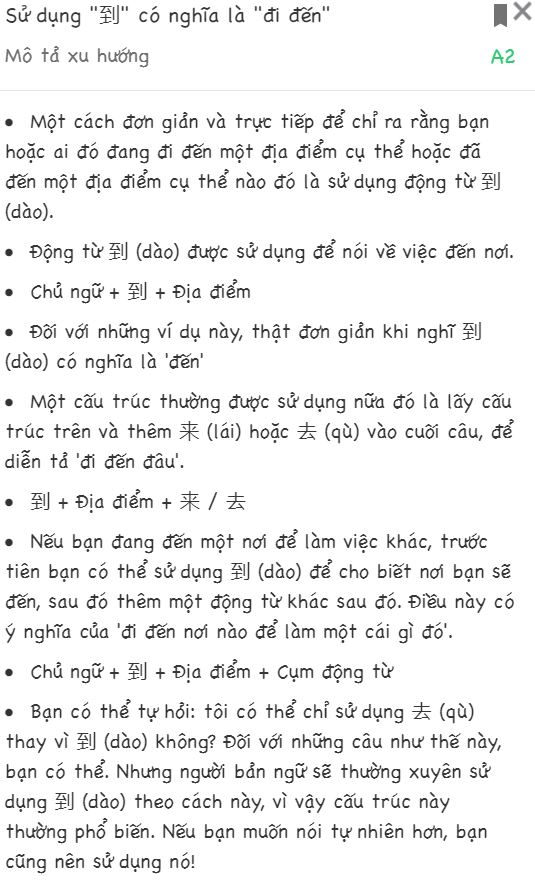 Sử dụng "到" có nghĩa là "đi đến"
Mô tả xu hướng
A2
• Một cách đơn giản và trực tiếp để chỉ ra rằng bạn
hoặc ai đó đang đi đến một địa điểm cụ thể hoặc đã
đến một địa điểm cụ thể nào đó là sử dụng động từ 到
(dào).
• Động từ 到 (dào) được sử dụng để nói về việc đến nơi.
• Chủ ngữ + 到 + Địa điểm
• Đối với những ví dụ này, thật đơn giản khi nghĩ 到
(dào) có nghĩa là 'đến'
• Một cấu trúc thường được sử dụng nữa đó là lấy cấu
trúc trên và thêm 来 (lái) hoặc 去 (qù) vào cuối câu, để
diễn tả 'đi đến đâu'.
• 到 + Địa điểm + 来 / 去
• Nếu bạn đang đến một nơi để làm việc khác, trước
tiên bạn có thể sử dụng 到 (dào) để cho biết nơi bạn sẽ
đến, sau đó thêm một động từ khác sau đó. Điều này có
ý nghĩa của 'đi đến nơi nào để làm một cái gì đó'.
• Chủ ngữ + 到 + Địa điểm + Cụm động từ
• Bạn có thể tự hỏi: tôi có thể chỉ sử dụng 去 (qù)
thay vì 到 (dào) không? Đối với những câu như thế này,
bạn có thể. Nhưng người bản ngữ sẽ thường xuyên sử
dụng 到 (dào) theo cách này, vì vậy cấu trúc này
thường phổ biến. Nếu bạn muốn nói tự nhiên hơn, bạn
cũng nên sử dụng nó!